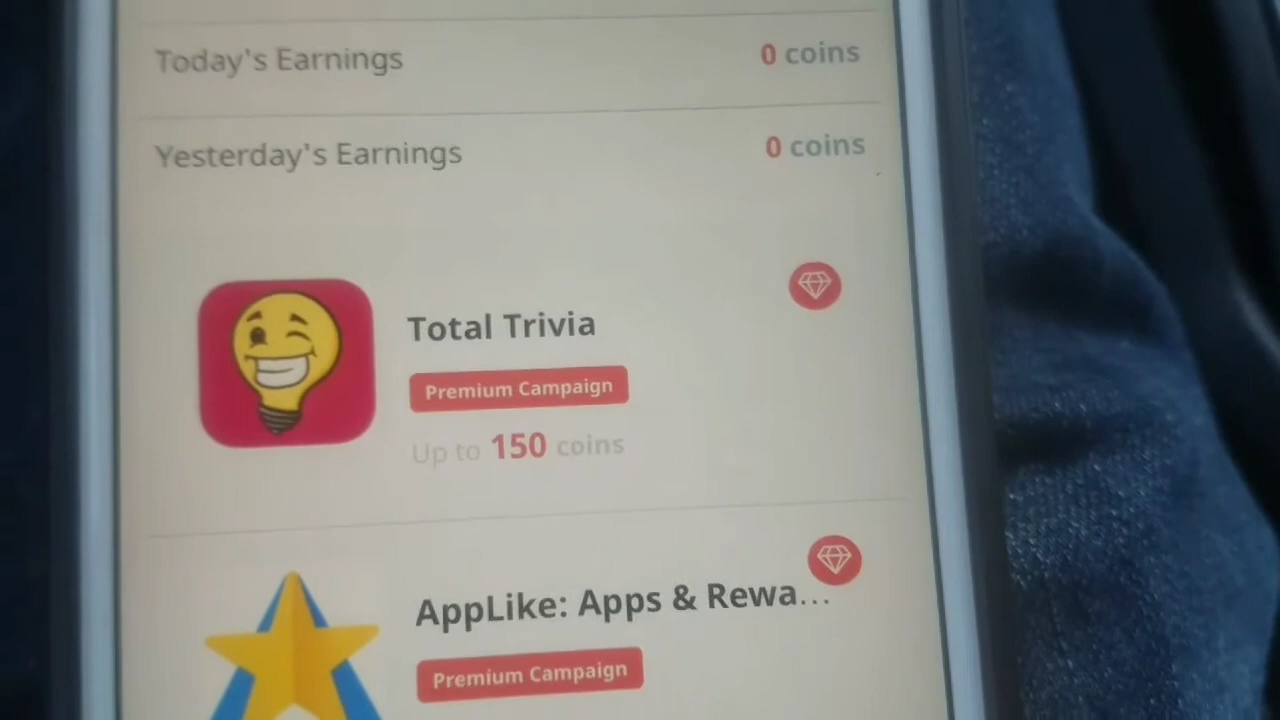 Today's Earnings 0 coins
Yesterday's Earnings 0 coins
Total Trivia
Premium Campaign
Up to 150 coins
AppLike: Apps & Rewa...
Premium Campaign